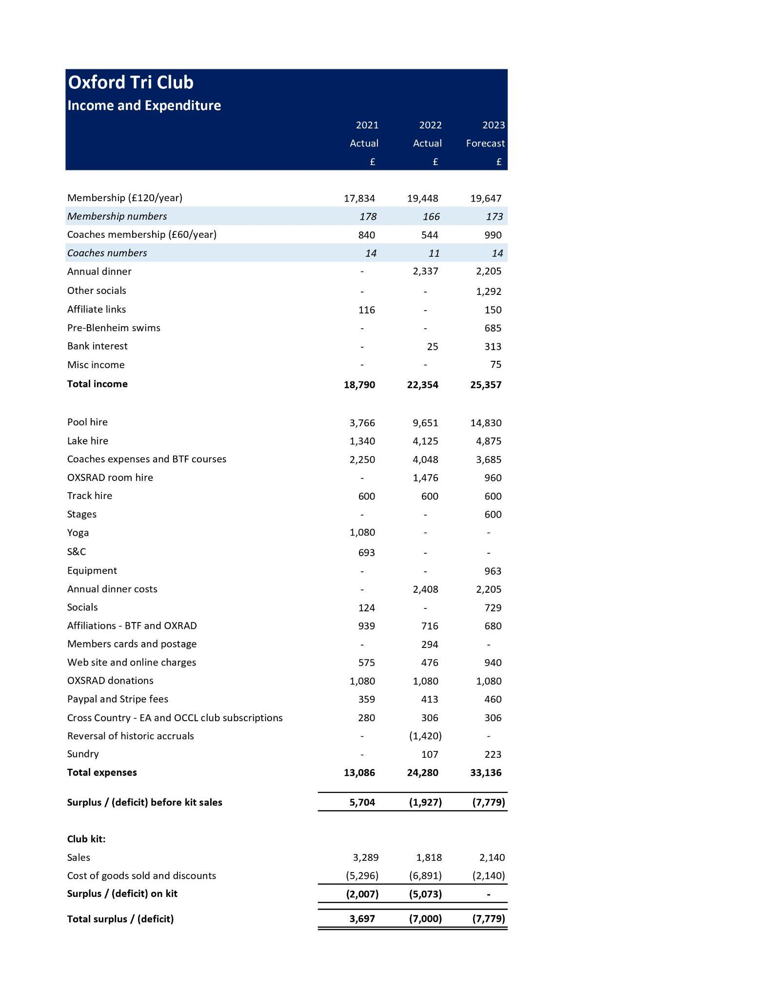 Oxford Tri Club
Income and Expenditure
2021 2022 2023
Actual Actual Forecast
£ £ £
Membership (£120/year) 17,834 19,448 19,647
Membership numbers 178 166 173
Coaches membership (£60/year) 840 544 990
Coaches numbers 14 11 14
Annual dinner - 2,337 2,205
Other socials - - 1,292
Affiliate links 116 - 150
Pre-Blenheim swims - - 685
Bank interest - 25 313
Misc income - - 75
Total income 18,790 22,354 25,357
Pool hire 3,766 9,651 14,830
Lake hire 1,340 4,125 4,875
Coaches expenses and BTF courses 2,250 4,048 3,685
OXSRAD room hire - 1,476 960
Track hire 600 600 600
Stages - - 600
Yoga 1,080 - -
S&C 693 - -
Equipment - - 963
Annual dinner costs - 2,408 2,205
Socials 124 - 729
Affiliations - BTF and OXRAD 939 716 680
Members cards and postage - 294 -
Web site and online charges 575 476 940
OXSRAD donations 1,080 1,080 1,080
Paypal and Stripe fees 359 413 460
Cross Country - EA and OCCL club subscriptions 280 306 306
Reversal of historic accruals - (1,420) -
Sundry - 107 223
Total expenses 13,086 24,280 33,136
Surplus / (deficit) before kit sales 5,704 (1,927) (7,779)
Club kit:
Sales 3,289 1,818 2,140
Cost of goods sold and discounts (5,296) (6,891) (2,140)
Surplus / (deficit) on kit (2,007) (5,073) -
Total surplus / (deficit) 3,697 (7,000) (7,779)